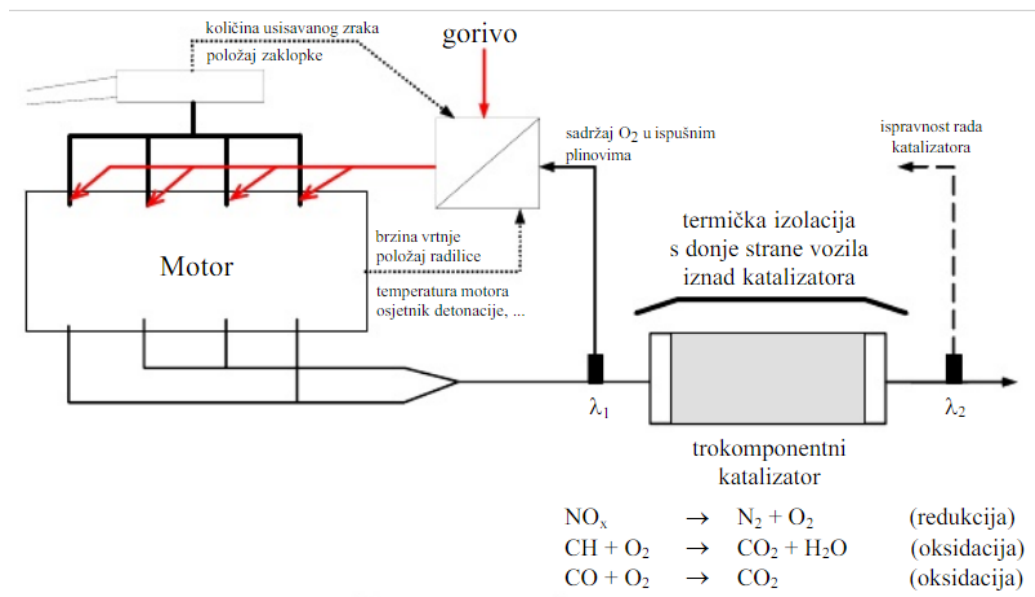 količina usisavanog zraka
položaj zaklopke
gorivo
sadržaj O₂ u ispušnim
plinovima
ispravnost rada
katalizatora
termička izolacija
s donje strane vozila
iznad katalizatora
Motor
brzina vrtnje
položaj radilice
temperatura motora
osjetnik detonacije, ...
λ₁
λ₂
trokomponentni
katalizator
NOₓ → N₂ + O₂ (redukcija)
CH + O₂ → CO₂ + H₂O (oksidacija)
CO + O₂ → CO₂ (oksidacija)